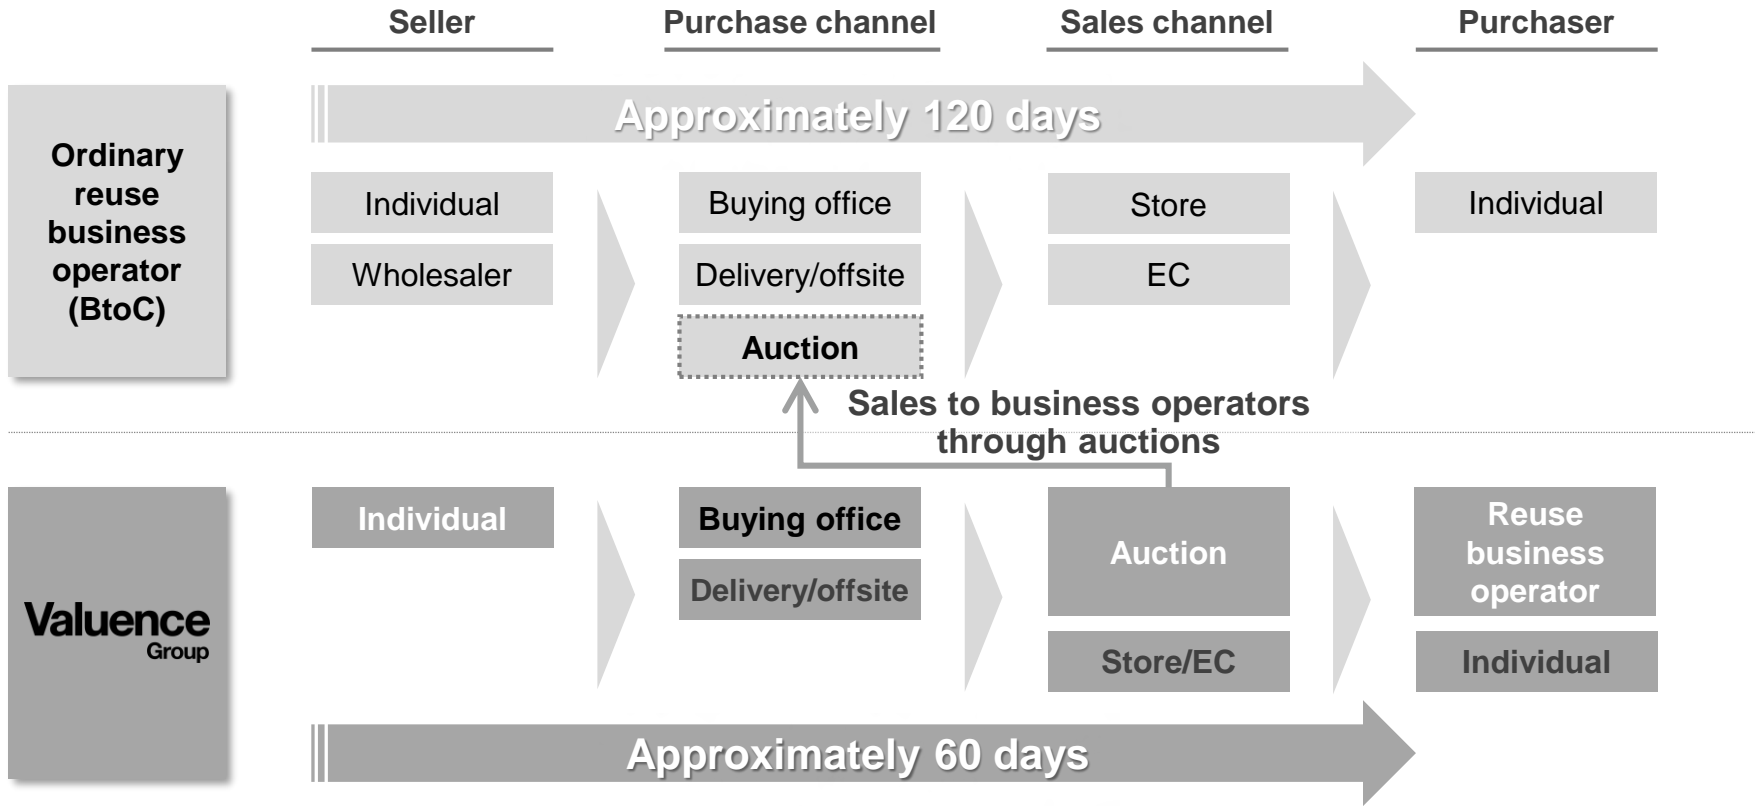 Seller
Purchase channel
Sales channel
Purchaser
Approximately 120 days
Ordinary
reuse
business
operator
(BtoC)
Individual
Wholesaler
Buying office
Delivery/offsite
Auction
Store
EC
Individual
Sales to business operators
through auctions
Valuence
Group
Individual
Buying office
Delivery/offsite
Auction
Store/EC
Reuse
business
operator
Individual
Approximately 60 days